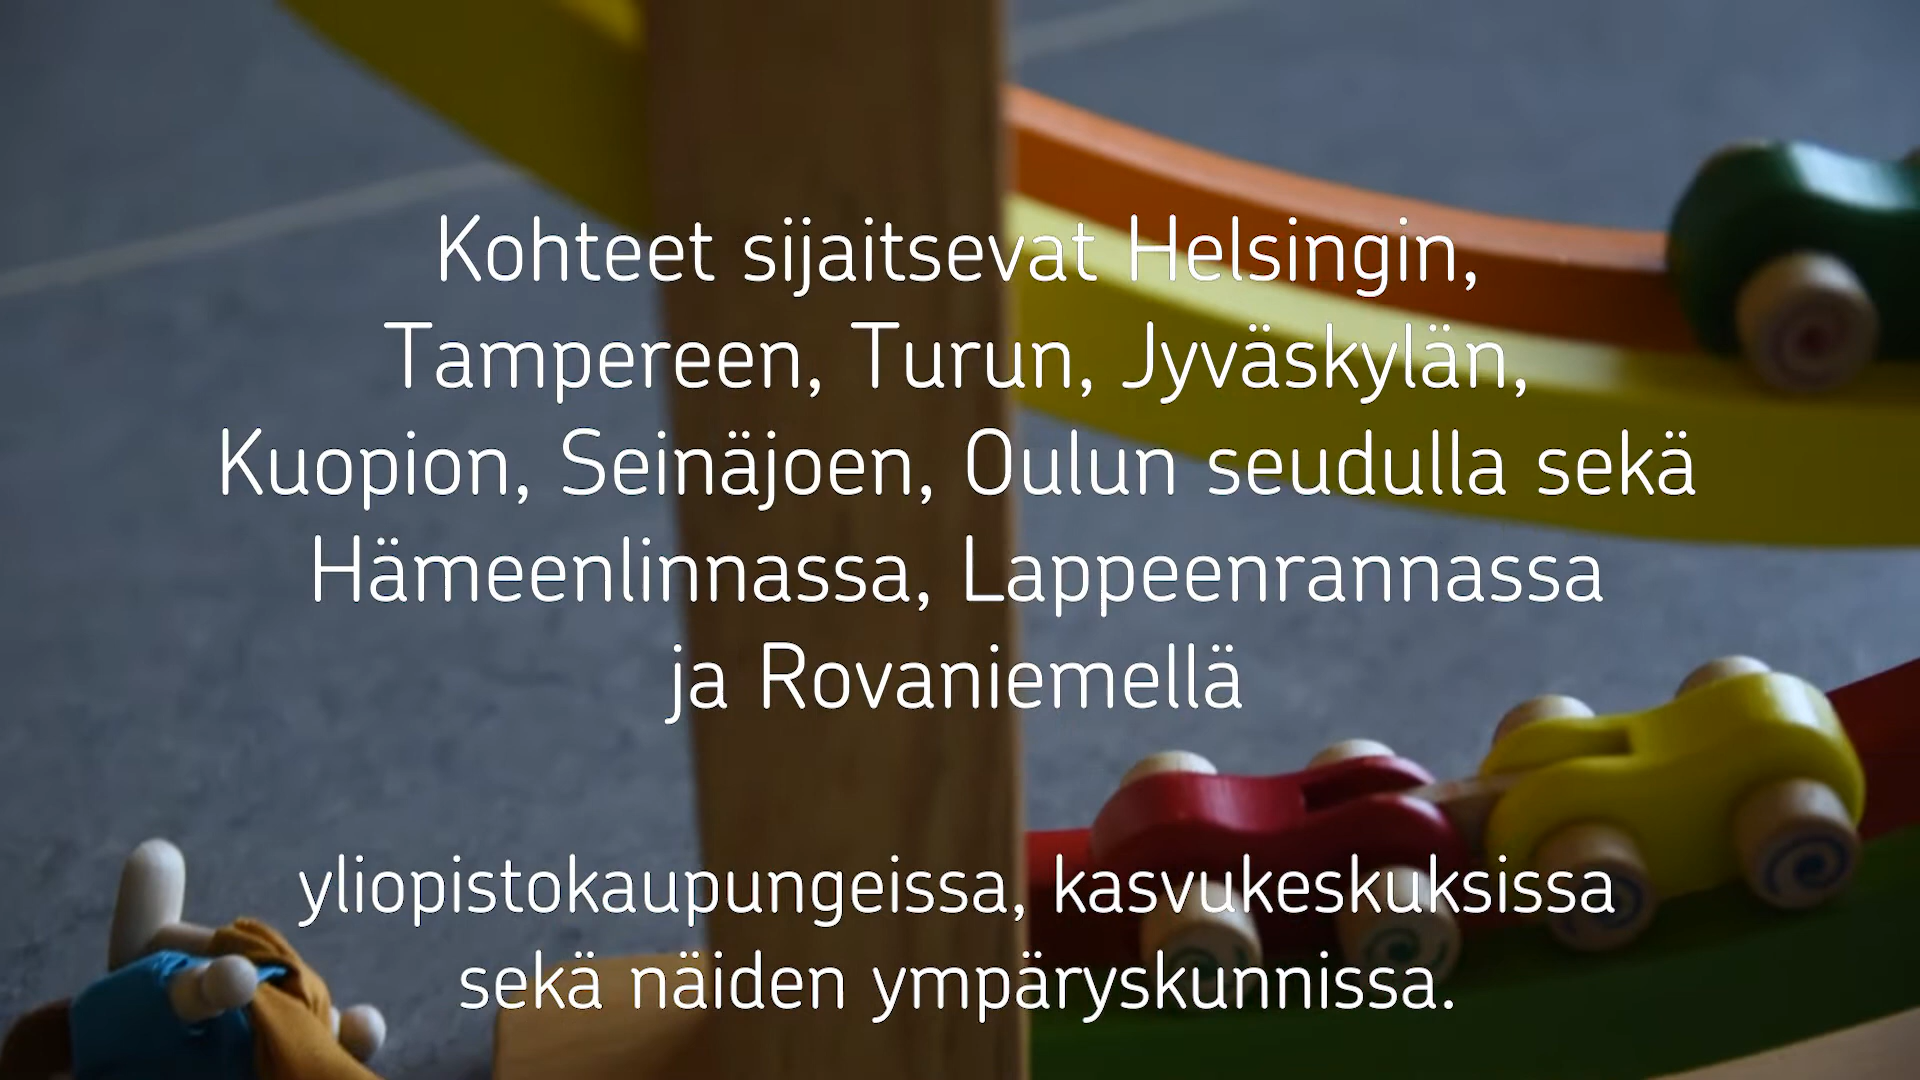 Kohteet sijaitsevat Helsingin,
Tampereen, Turun, Jyväskylän,
Kuopion, Seinäjoen, Oulun seudulla sekä
Hämeenlinnassa, Lappeenrannassa
ja Rovaniemellä
yliopistokaupungeissa, kasvukeskuksissa
sekä näiden ympäryskunnissa.